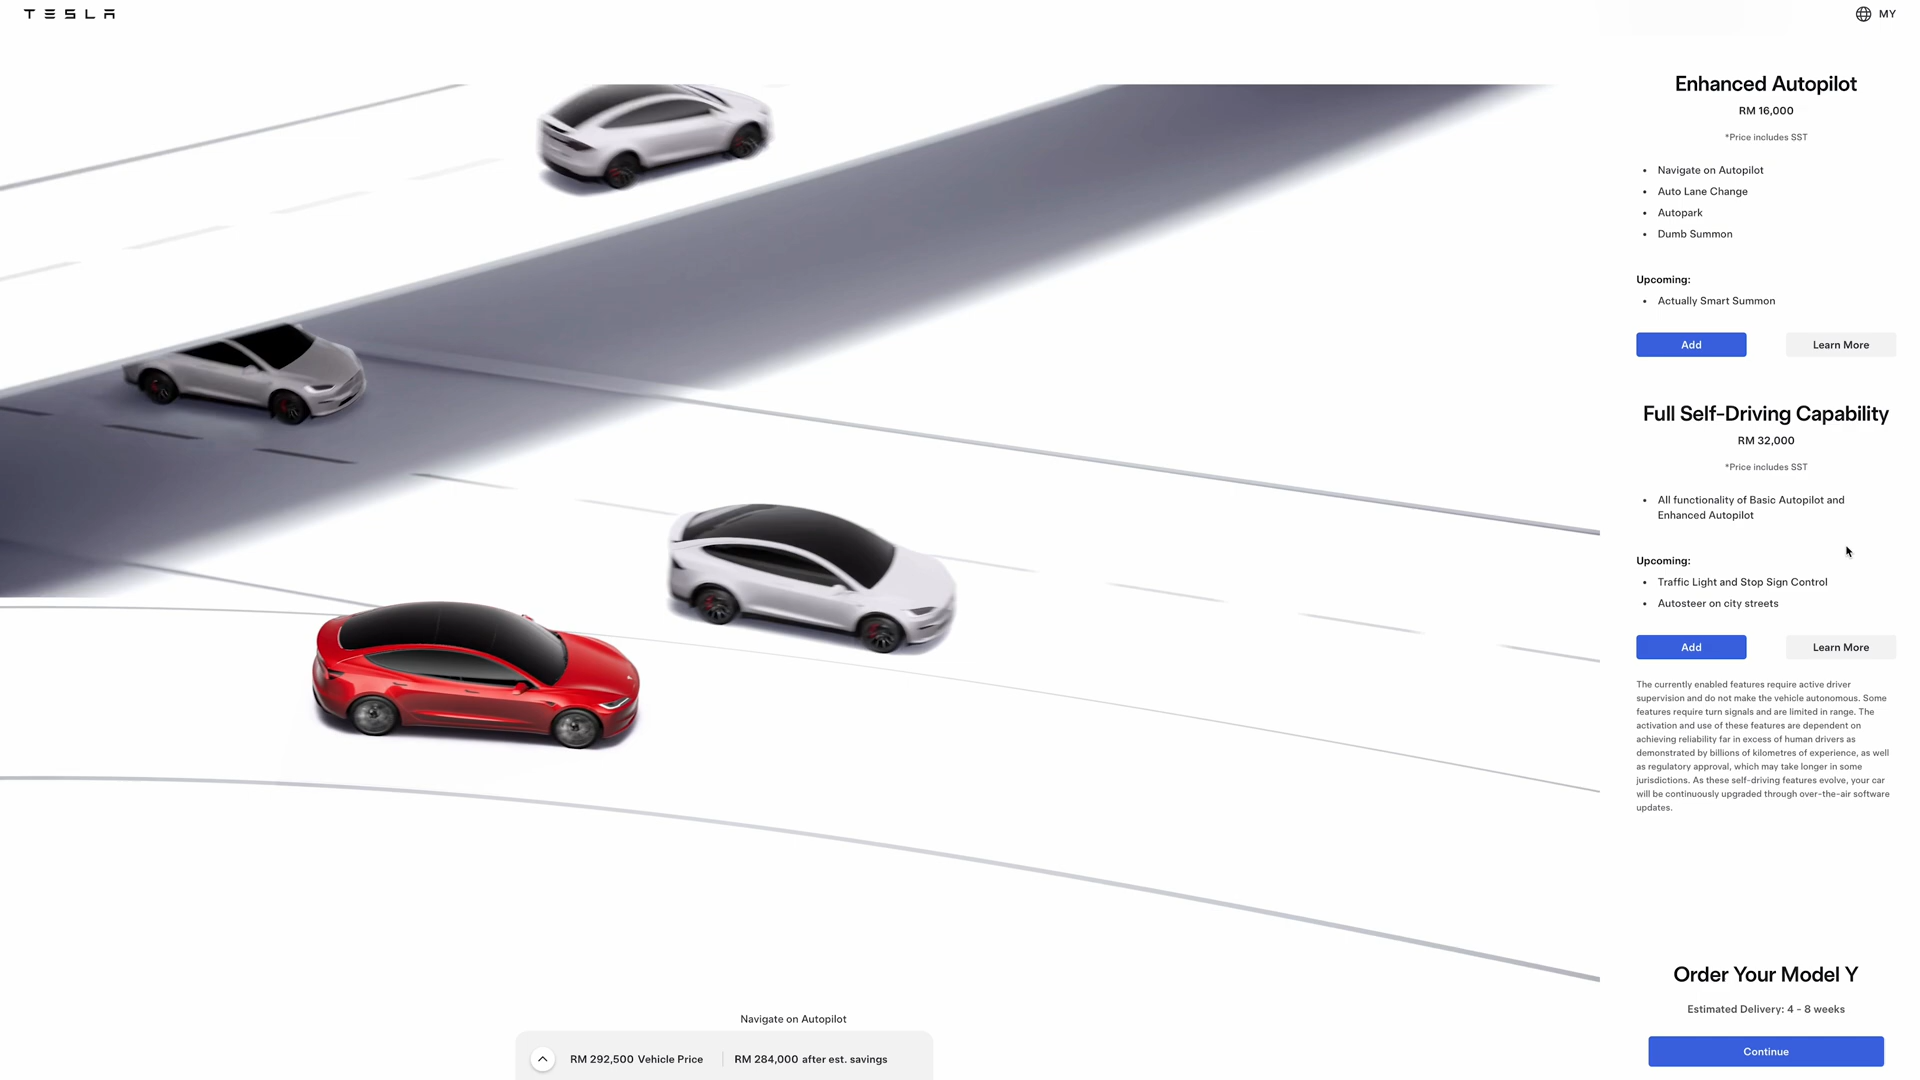 TESLA
MY
Enhanced Autopilot
RM 16,000
*Price includes SST
• Navigate on Autopilot
• Auto Lane Change
• Autopark
• Dumb Summon
Upcoming:
• Actually Smart Summon
Add
Learn More
Full Self-Driving Capability
RM 32,000
*Price includes SST
• All functionality of Basic Autopilot and
Enhanced Autopilot
Upcoming:
• Traffic Light and Stop Sign Control
• Autosteer on city streets
Add
Learn More
The currently enabled features require active driver
supervision and do not make the vehicle autonomous. Some
features require turn signals and are limited in range. The
activation and use of these features are dependent on
achieving reliability far in excess of human drivers as
demonstrated by billions of kilometres of experience, as well
as regulatory approval, which may take longer in some
jurisdictions. As these self-driving features evolve, your car
will be continuously upgraded through over-the-air software
updates.
Order Your Model Y
Estimated Delivery: 4 - 8 weeks
Continue
Navigate on Autopilot
RM 292,500 Vehicle Price
RM 284,000 after est. savings